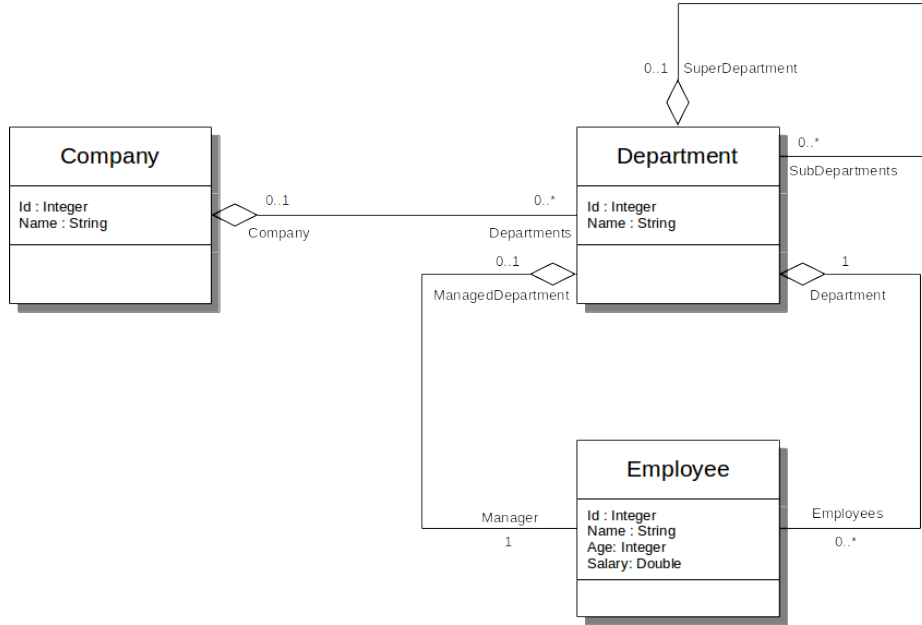 0..1
SuperDepartment
Company
Id : Integer
Name : String
0..1
Company
0..*
Departments
Department
Id : Integer
Name : String
0..*
SubDepartments
0..1
ManagedDepartment
1
Department
Employee
Id : Integer
Name : String
Age: Integer
Salary: Double
Manager
1
Employees
0..*